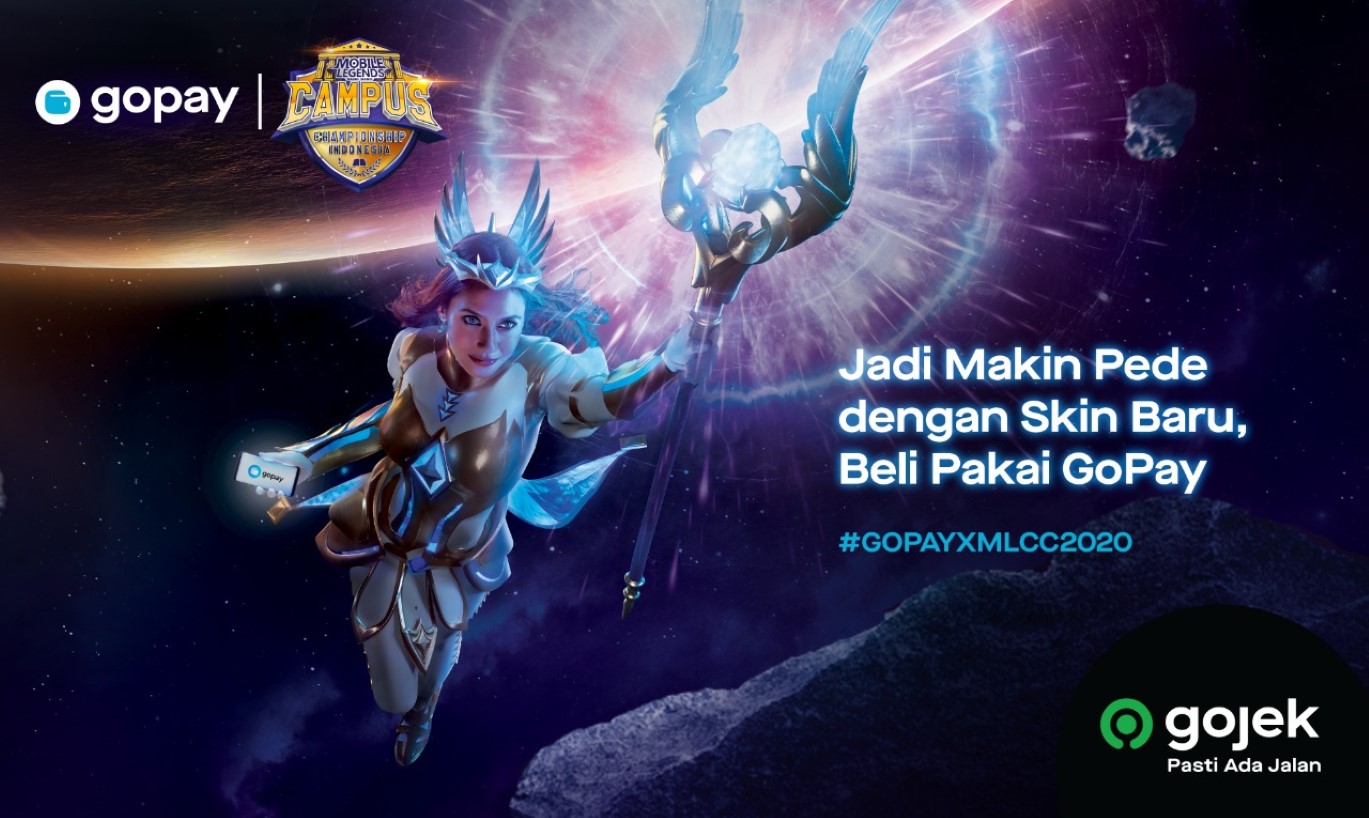 gopay
MOBILE
LEGENDS
CAMPUS
CHAMPIONSHIP
INDONESIA
gopay
Jadi Makin Pede
dengan Skin Baru,
Beli Pakai GoPay
#GOPAYXMLCC2020
gojek
Pasti Ada Jalan